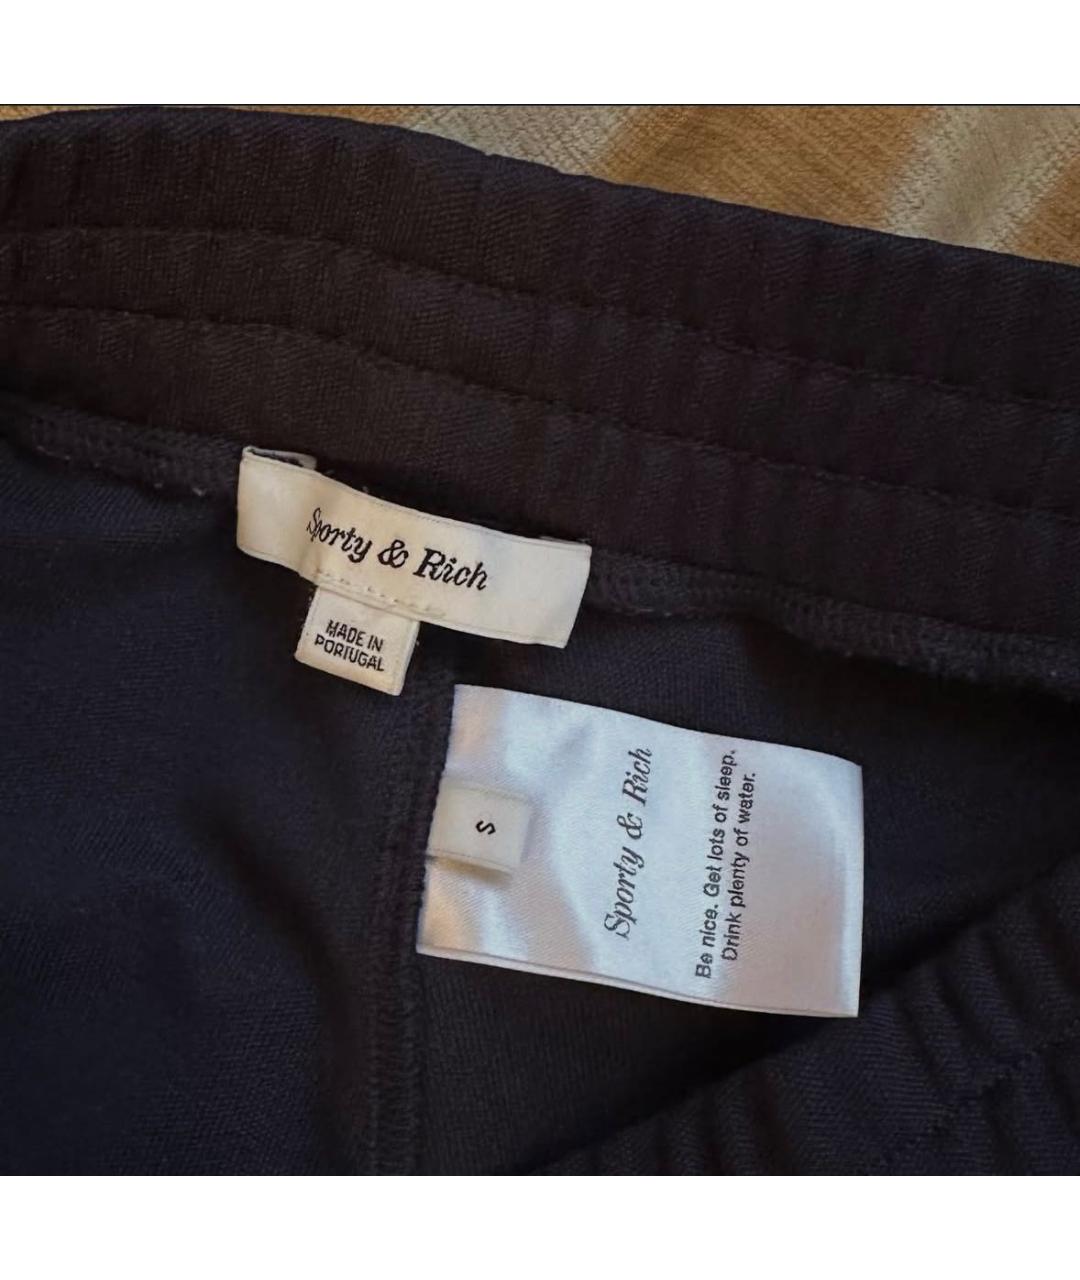 Sporty & Rich
MADE IN
PORTUGAL
S
Sporty & Rich
Be nice. Get lots of sleep.
Drink plenty of water.